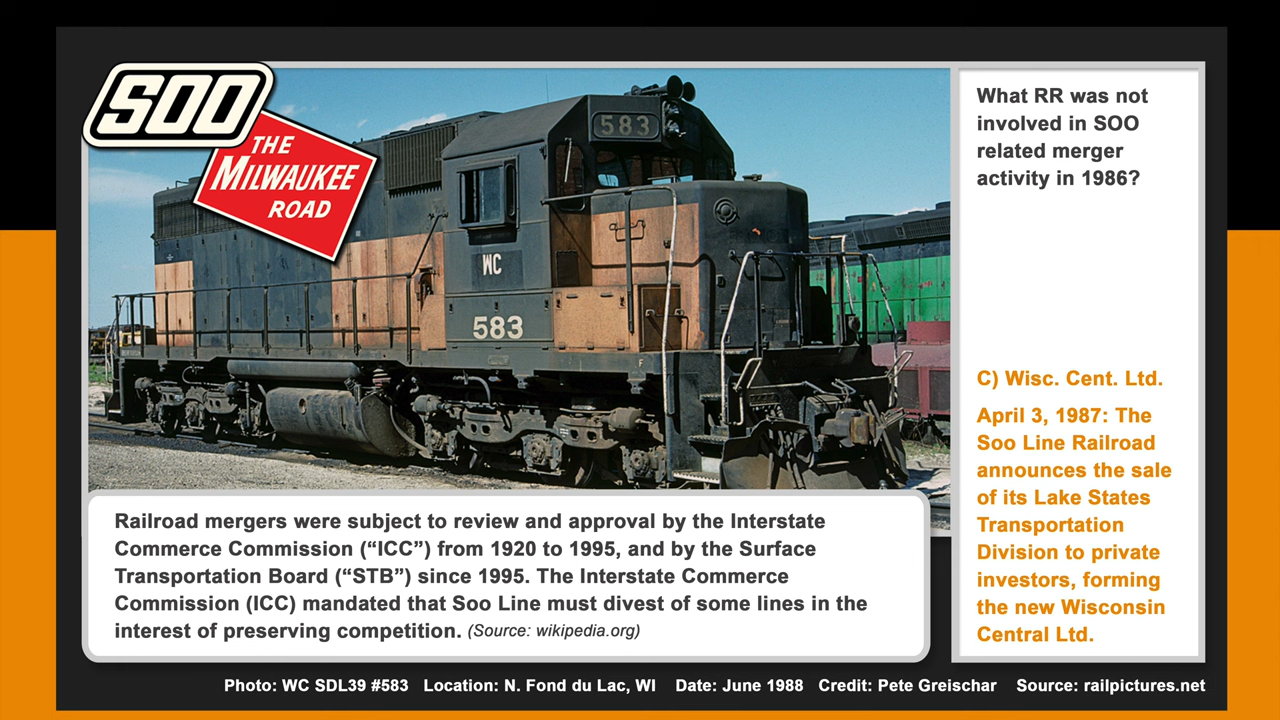 SOO
THE
MILWAUKEE
ROAD
583
WC
583
F
What RR was not
involved in SOO
related merger
activity in 1986?
C) Wisc. Cent. Ltd.
April 3, 1987: The
Soo Line Railroad
announces the sale
of its Lake States
Transportation
Division to private
investors, forming
the new Wisconsin
Central Ltd.
Railroad mergers were subject to review and approval by the Interstate
Commerce Commission (“ICC”) from 1920 to 1995, and by the Surface
Transportation Board (“STB”) since 1995. The Interstate Commerce
Commission (ICC) mandated that Soo Line must divest of some lines in the
interest of preserving competition. (Source: wikipedia.org)
Photo: WC SDL39 #583 Location: N. Fond du Lac, WI Date: June 1988 Credit: Pete Greischar Source: railpictures.net